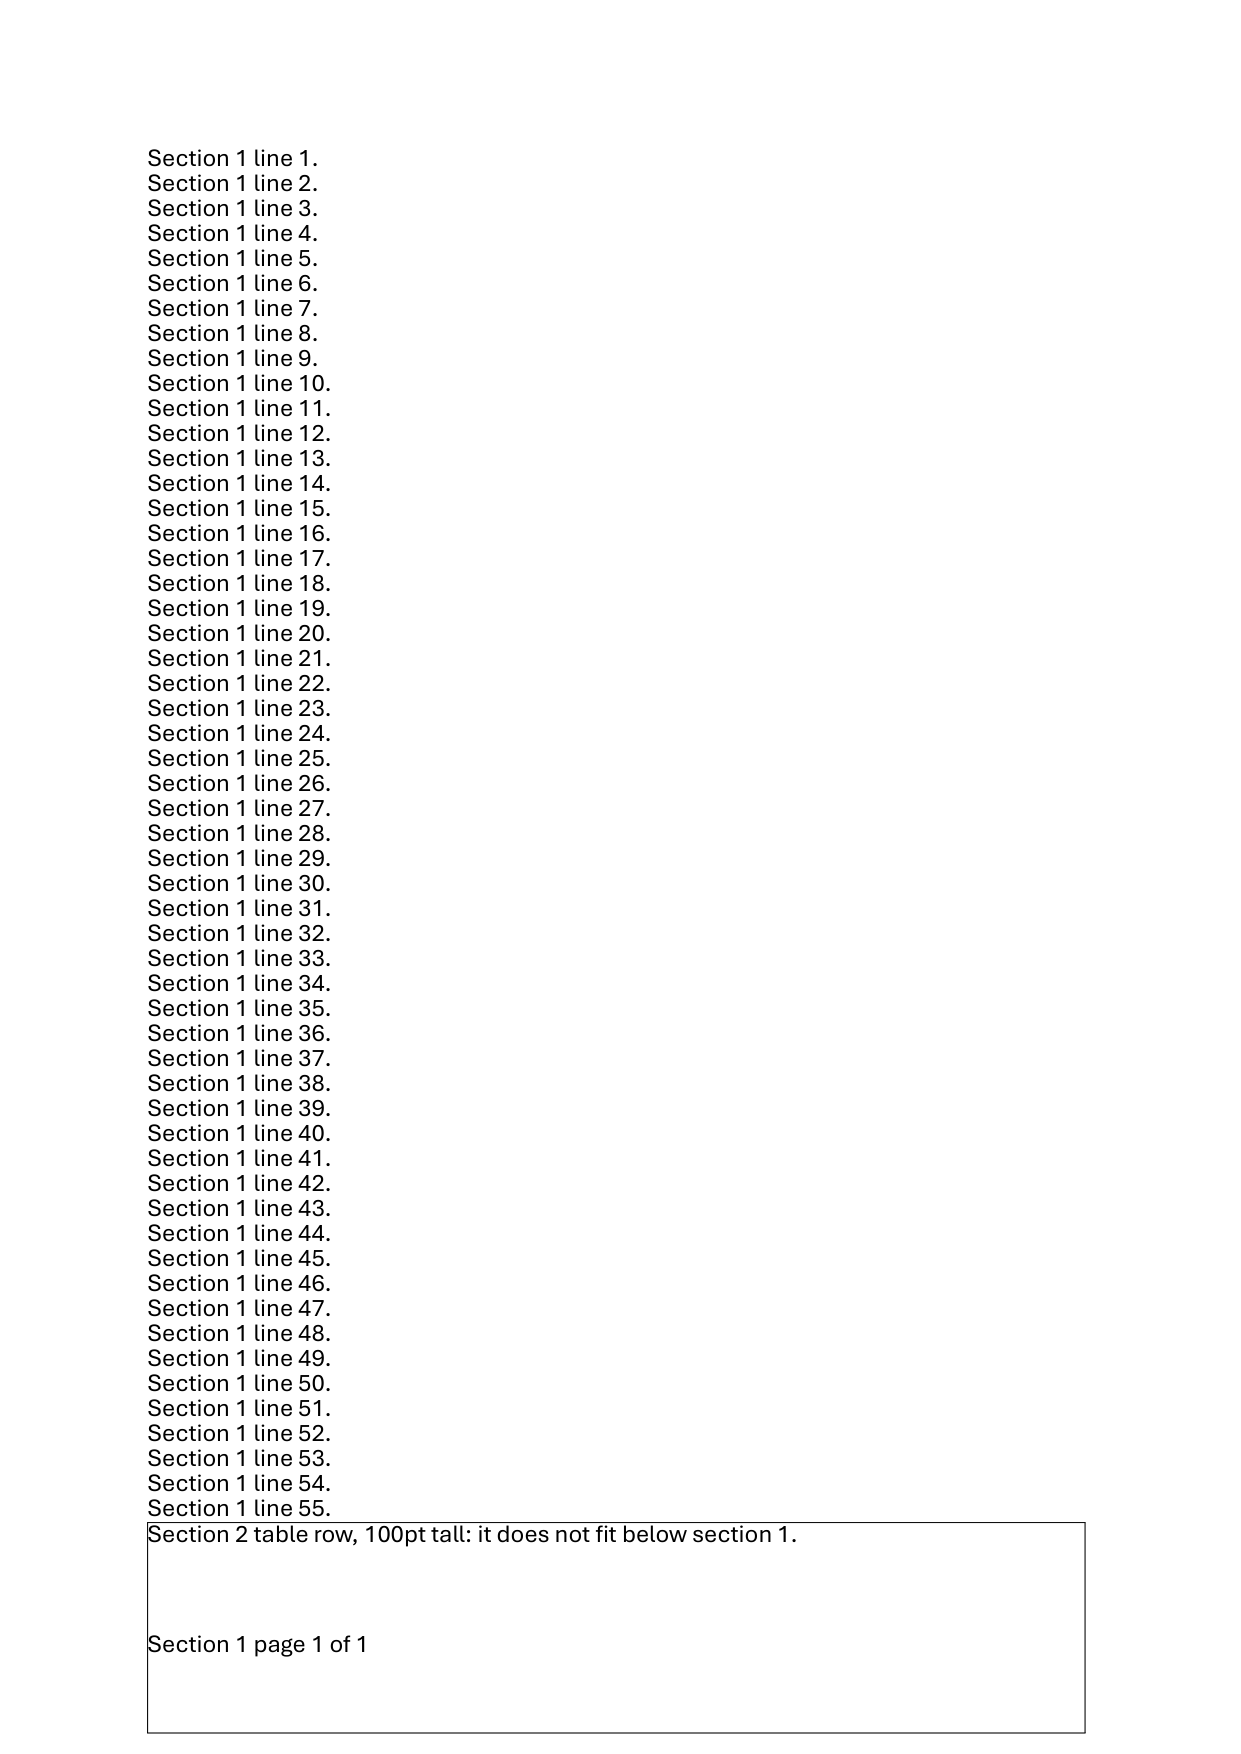 Section 1 line 1.
Section 1 line 2.
Section 1 line 3.
Section 1 line 4.
Section 1 line 5.
Section 1 line 6.
Section 1 line 7.
Section 1 line 8.
Section 1 line 9.
Section 1 line 10.
Section 1 line 11.
Section 1 line 12.
Section 1 line 13.
Section 1 line 14.
Section 1 line 15.
Section 1 line 16.
Section 1 line 17.
Section 1 line 18.
Section 1 line 19.
Section 1 line 20.
Section 1 line 21.
Section 1 line 22.
Section 1 line 23.
Section 1 line 24.
Section 1 line 25.
Section 1 line 26.
Section 1 line 27.
Section 1 line 28.
Section 1 line 29.
Section 1 line 30.
Section 1 line 31.
Section 1 line 32.
Section 1 line 33.
Section 1 line 34.
Section 1 line 35.
Section 1 line 36.
Section 1 line 37.
Section 1 line 38.
Section 1 line 39.
Section 1 line 40.
Section 1 line 41.
Section 1 line 42.
Section 1 line 43.
Section 1 line 44.
Section 1 line 45.
Section 1 line 46.
Section 1 line 47.
Section 1 line 48.
Section 1 line 49.
Section 1 line 50.
Section 1 line 51.
Section 1 line 52.
Section 1 line 53.
Section 1 line 54.
Section 1 line 55.
Section 2 table row, 100pt tall: it does not fit below section 1.
Section 1 page 1 of 1